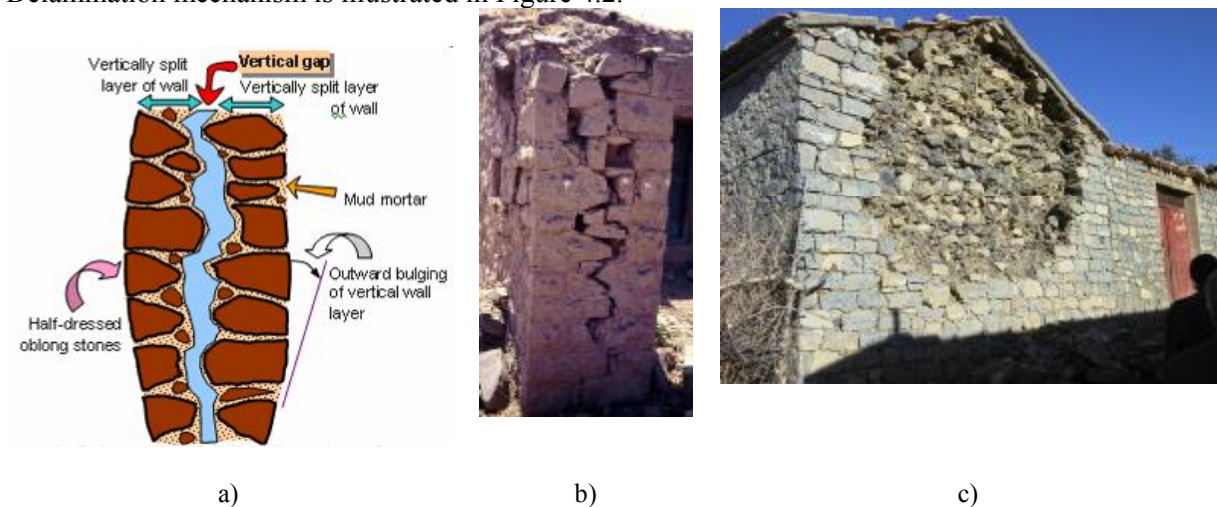 Delamination mechanism is illustrated in Figure 4.2.
Vertically split
layer of wall
Vertical gap
Vertically split layer
of wall
Mud mortar
Outward bulging
of vertical wall
layer
Half-dressed
oblong stones
a)
b)
c)